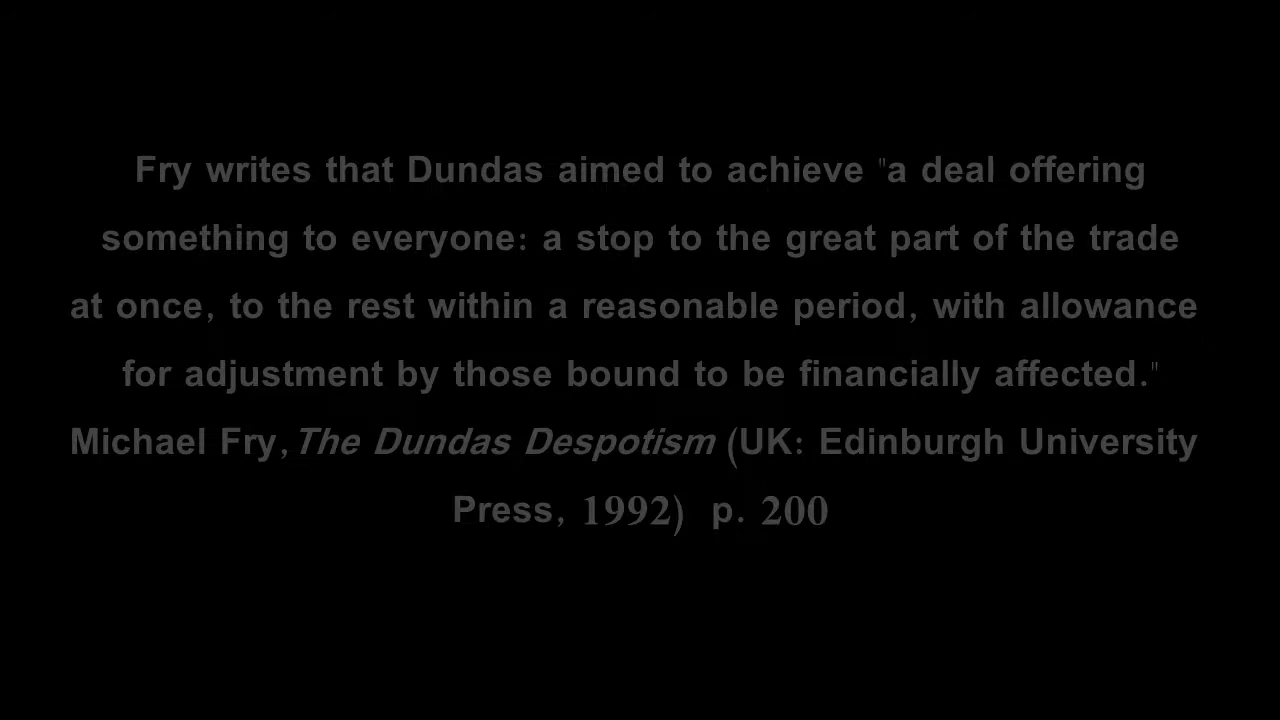 Fry writes that Dundas aimed to achieve "a deal offering
something to everyone: a stop to the great part of the trade
at once, to the rest within a reasonable period, with allowance
for adjustment by those bound to be financially affected."
Michael Fry, The Dundas Despotism (UK: Edinburgh University
Press, 1992) p. 200